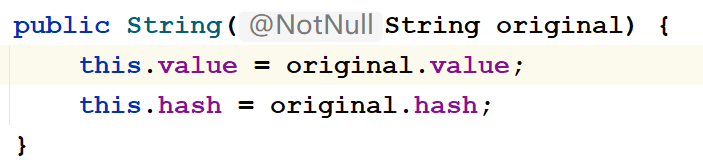 public String( @NotNull String original) {
    this.value = original.value;
    this.hash = original.hash;
}